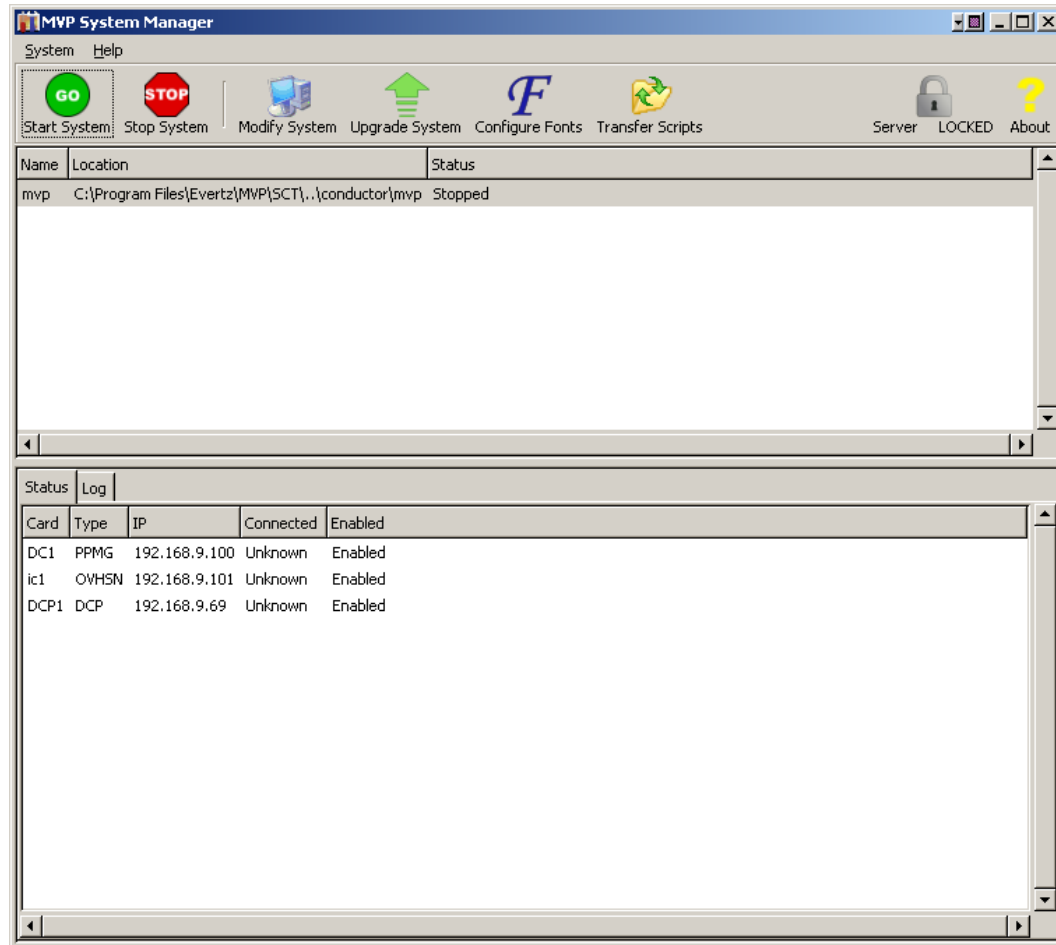 MVP System Manager
System Help
GO STOP F ?
Start System Stop System Modify System Upgrade System Configure Fonts Transfer Scripts Server LOCKED About
Name Location Status
mvp C:\Program Files\Evertz\MVP\SCT\..\conductor\mvp Stopped
Status Log
Card Type IP Connected Enabled
DC1 PPMG 192.168.9.100 Unknown Enabled
ic1 OVHSN 192.168.9.101 Unknown Enabled
DCP1 DCP 192.168.9.69 Unknown Enabled